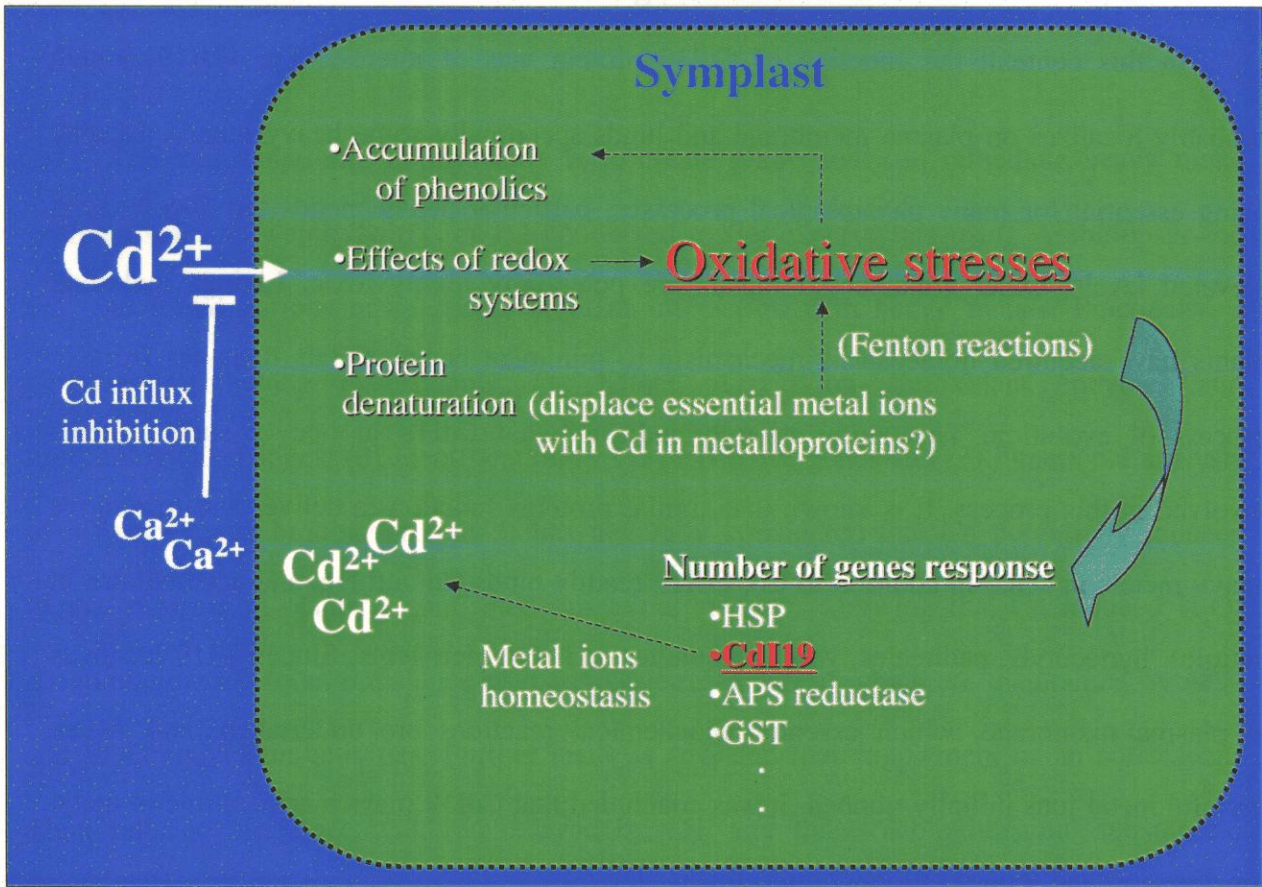 Symplast
•Accumulation
of phenolics
Cd²⁺
•Effects of redox
systems
Oxidative stresses
(Fenton reactions)
•Protein
denaturation (displace essential metal ions
with Cd in metalloproteins?)
Cd influx
inhibition
Ca²⁺
Ca²⁺
Cd²⁺
Cd²⁺
Cd²⁺
Number of genes response
•HSP
•CdI19
•APS reductase
•GST
.
.
Metal ions
homeostasis